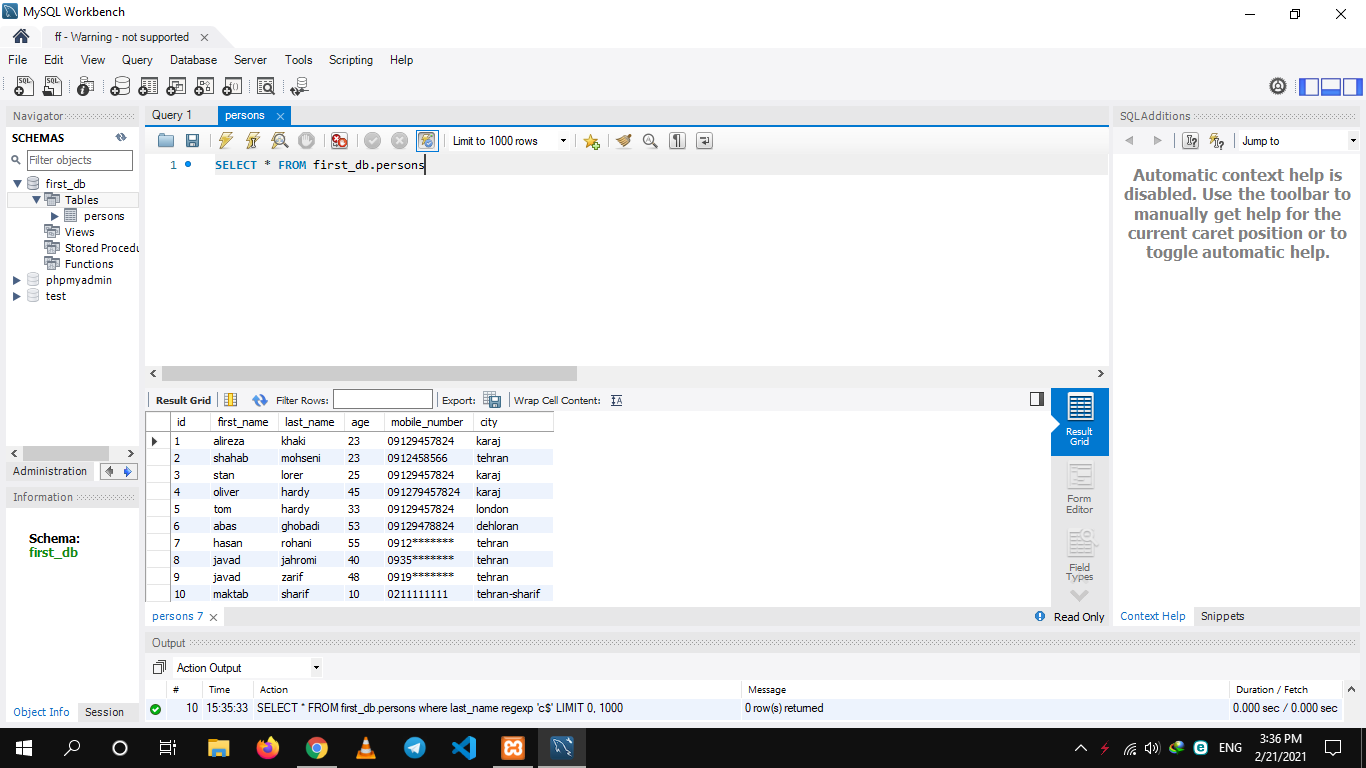 MySQL Workbench
ff - Warning - not supported
File Edit View Query Database Server Tools Scripting Help
Navigator
SCHEMAS
Filter objects
first_db
Tables
persons
Views
Stored Procedu
Functions
phpmyadmin
test
Administration
Information
Schema:
first_db
Object Info Session
Query 1 persons
Limit to 1000 rows
1 SELECT * FROM first_db.persons
Result Grid Filter Rows: Export: Wrap Cell Content:
id first_name last_name age mobile_number city
1 alireza khaki 23 09129457824 karaj
2 shahab mohseni 23 0912458566 tehran
3 stan lorer 25 09129457824 karaj
4 oliver hardy 45 091279457824 karaj
5 tom hardy 33 09129457824 london
6 abas ghobadi 53 09129478824 dehloran
7 hasan rohani 55 0912******* tehran
8 javad jahromi 40 0935******* tehran
9 javad zarif 48 0919******* tehran
10 maktab sharif 10 0211111111 tehran-sharif
Result
Grid
Form
Editor
Field
Types
persons 7
Read Only
SQLAdditions
Jump to
Automatic context help is
disabled. Use the toolbar to
manually get help for the
current caret position or to
toggle automatic help.
Context Help Snippets
Output
Action Output
# Time Action Message Duration / Fetch
10 15:35:33 SELECT * FROM first_db.persons where last_name regexp 'c$' LIMIT 0, 1000 0 row(s) returned 0.000 sec / 0.000 sec
ENG
3:36 PM
2/21/2021